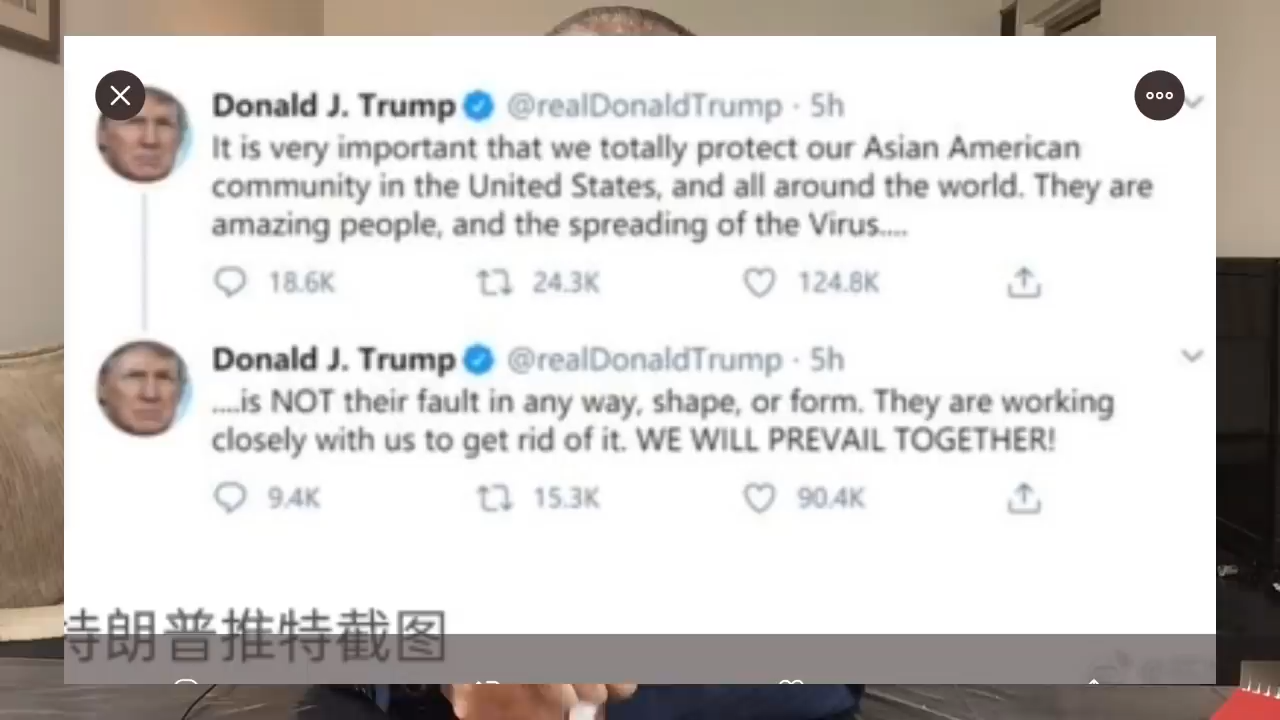 Donald J. Trump @realDonaldTrump · 5h
It is very important that we totally protect our Asian American
community in the United States, and all around the world. They are
amazing people, and the spreading of the Virus....
18.6K 24.3K 124.8K
Donald J. Trump @realDonaldTrump · 5h
....is NOT their fault in any way, shape, or form. They are working
closely with us to get rid of it. WE WILL PREVAIL TOGETHER!
9.4K 15.3K 90.4K
特朗普推特截图